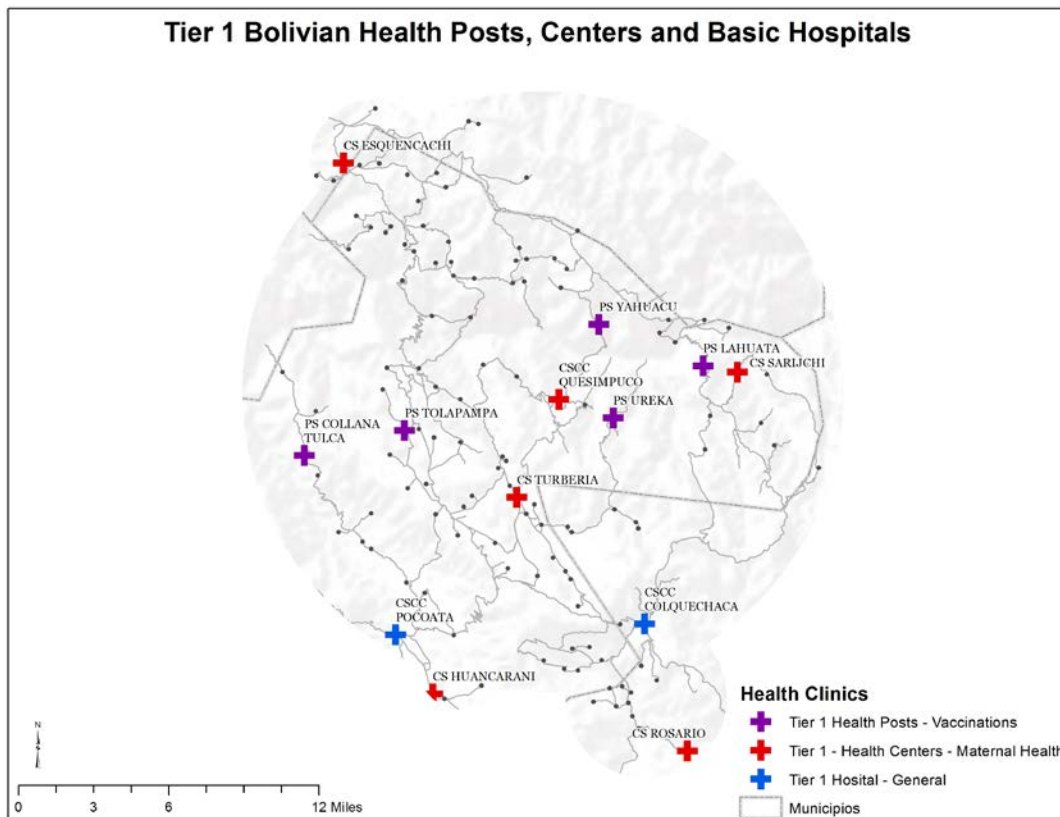 Tier 1 Bolivian Health Posts, Centers and Basic Hospitals
CS ESQUENCACHI
PS YAHUACU
PS LAHUATA
CS SARIJCHI
CSCC
QUESIMPUCO
PS UREKA
PS TOLAPAMPA
PS COLLANA
TULCA
CS TURBERIA
CSCC
COLQUECHACA
CSCC
POCOATA
CS HUANCARANI
CS ROSARIO
Health Clinics
Tier 1 Health Posts - Vaccinations
Tier 1 - Health Centers - Maternal Health
Tier 1 Hosital - General
Municipios
N
0 3 6 12 Miles